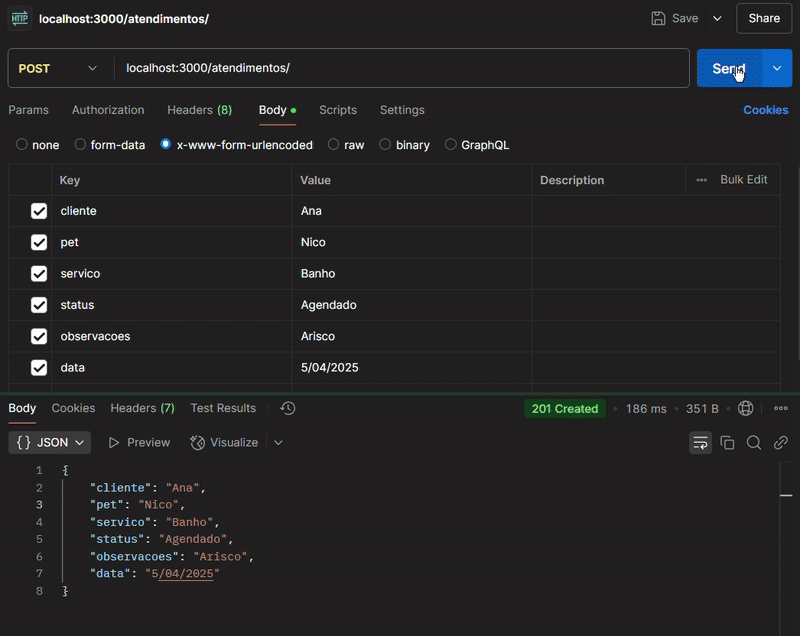 HTTP localhost:3000/atendimentos/ Save Share
POST localhost:3000/atendimentos/ Send
Params Authorization Headers (8) Body Scripts Settings Cookies
none form-data x-www-form-urlencoded raw binary GraphQL
Key Value Description ··· Bulk Edit
cliente Ana
pet Nico
servico Banho
status Agendado
observacoes Arisco
data 5/04/2025
Body Cookies Headers (7) Test Results 201 Created 186 ms 351 B
{} JSON Preview Visualize
1 {
2 "cliente": "Ana",
3 "pet": "Nico",
4 "servico": "Banho",
5 "status": "Agendado",
6 "observacoes": "Arisco",
7 "data": "5/04/2025"
8 }